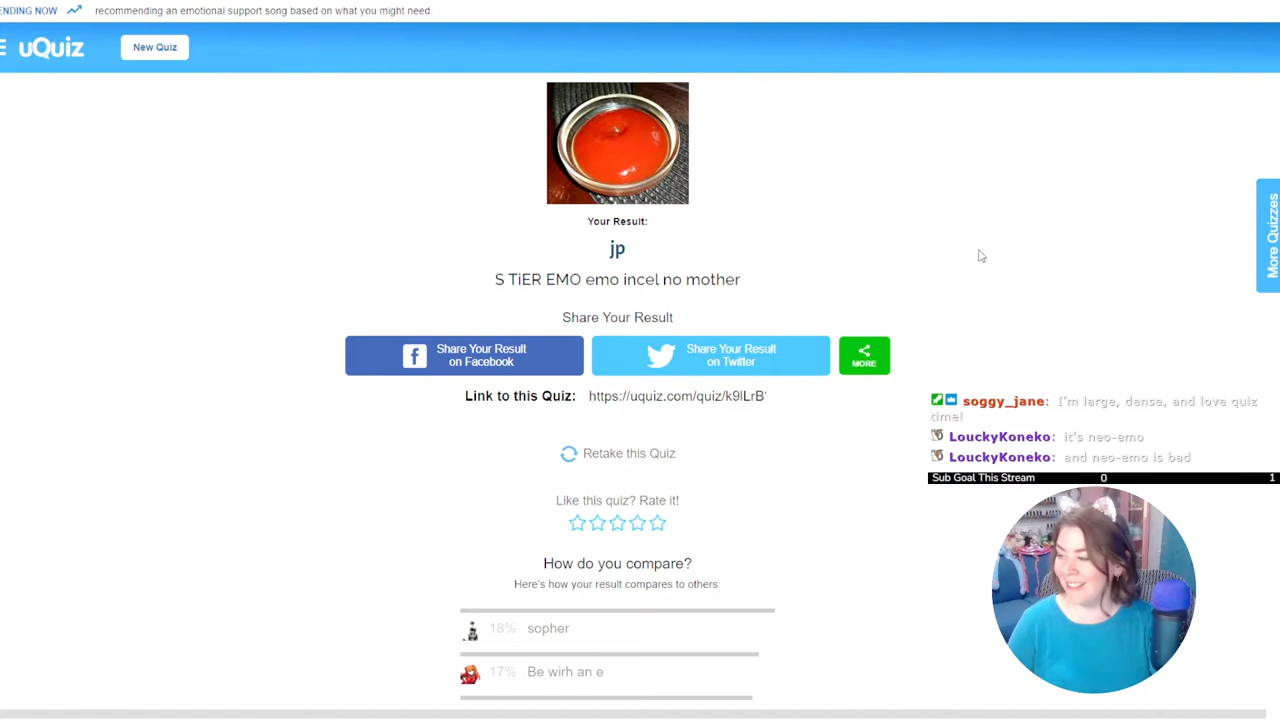 ENDING NOW recommending an emotional support song based on what you might need.
uQuiz New Quiz
More Quizzes
Your Result:
jp
S TiER EMO emo incel no mother
Share Your Result
Share Your Result
on Facebook
Share Your Result
on Twitter
MORE
Link to this Quiz: https://uquiz.com/quiz/k9lLrB
Retake this Quiz
Like this quiz? Rate it!
How do you compare?
Here's how your result compares to others:
18% sopher
17% Be wirh an e
soggy_jane: I'm large, dense, and love quiz
time!
LouckyKoneko: it's neo-emo
LouckyKoneko: and neo-emo is bad
Sub Goal This Stream 0 1